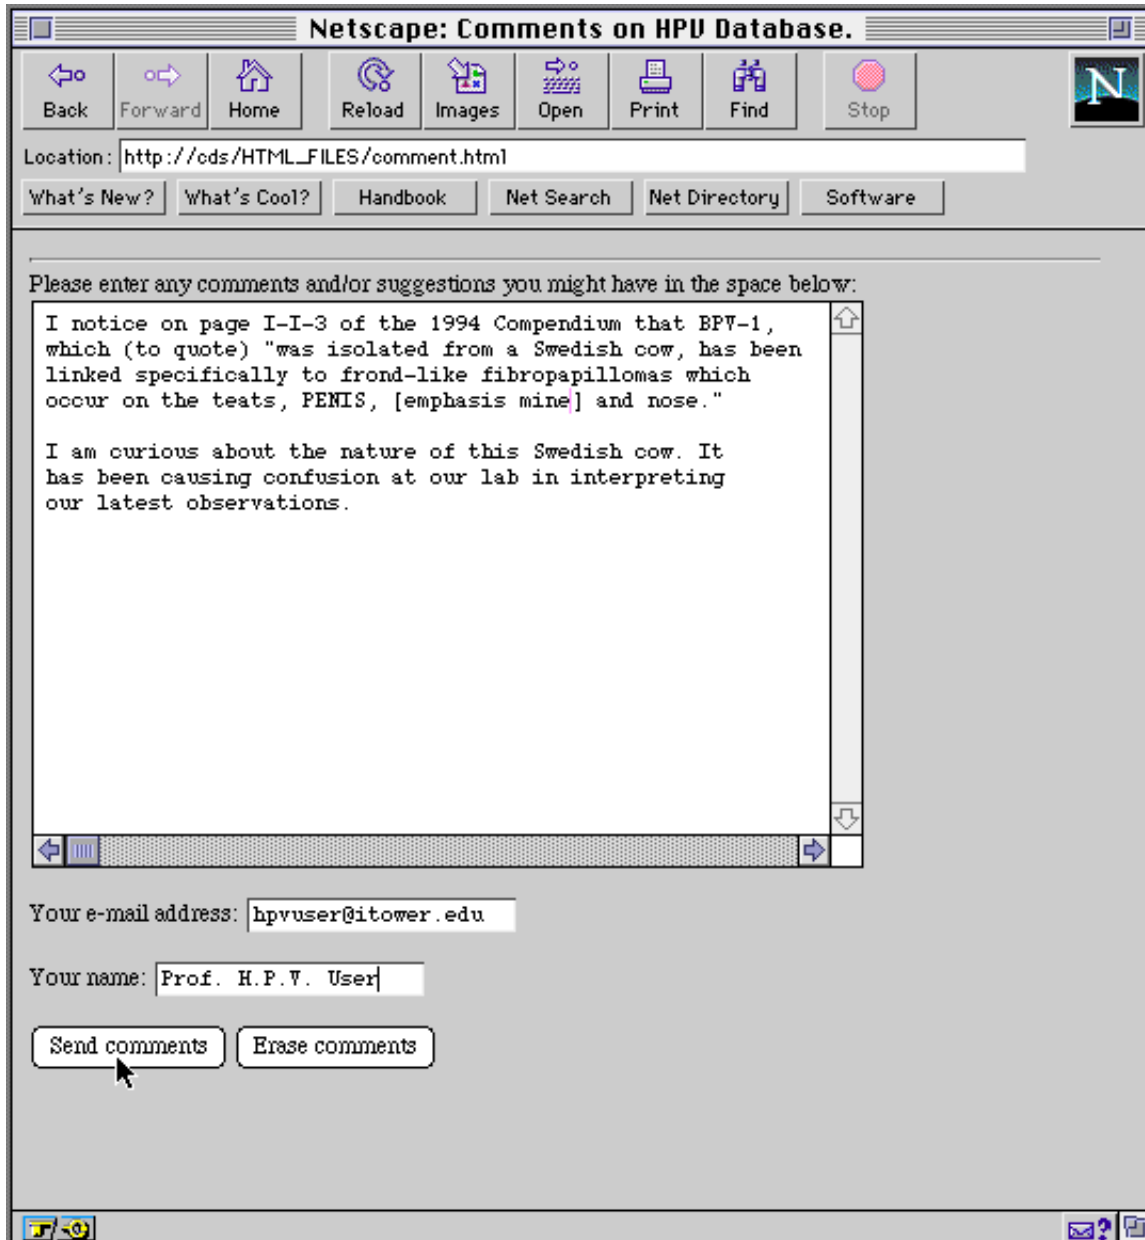 Netscape: Comments on HPV Database.
Back Forward Home Reload Images Open Print Find Stop
N
Location: http://cds/HTML_FILES/comment.html
What's New? What's Cool? Handbook Net Search Net Directory Software
Please enter any comments and/or suggestions you might have in the space below:
I notice on page I-I-3 of the 1994 Compendium that BPV-1,
which (to quote) "was isolated from a Swedish cow, has been
linked specifically to frond-like fibropapillomas which
occur on the teats, PENIS, [emphasis mine] and nose."
I am curious about the nature of this Swedish cow. It
has been causing confusion at our lab in interpreting
our latest observations.
Your e-mail address: hpvuser@itower.edu
Your name: Prof. H.P.V. User
Send comments Erase comments